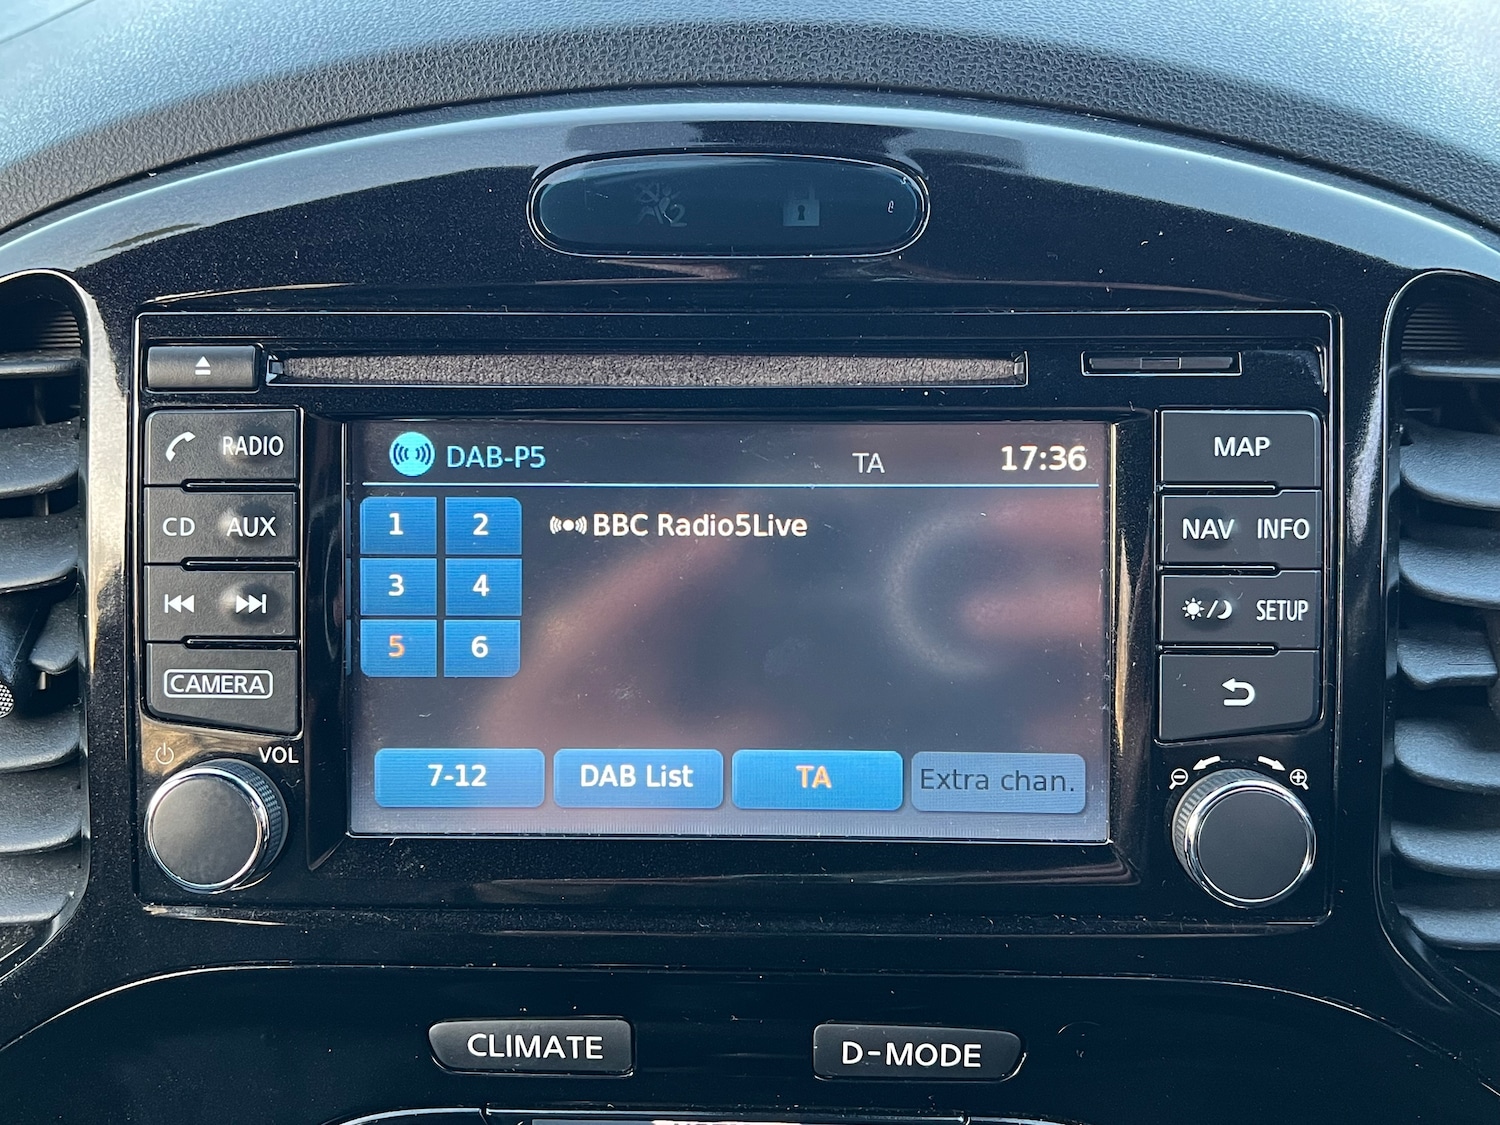 2
RADIO
CD AUX
CAMERA
VOL
DAB-P5 TA 17:36
1 2 BBC Radio5Live
3 4
5 6
7-12 DAB List TA Extra chan.
MAP
NAV INFO
SETUP
CLIMATE D-MODE